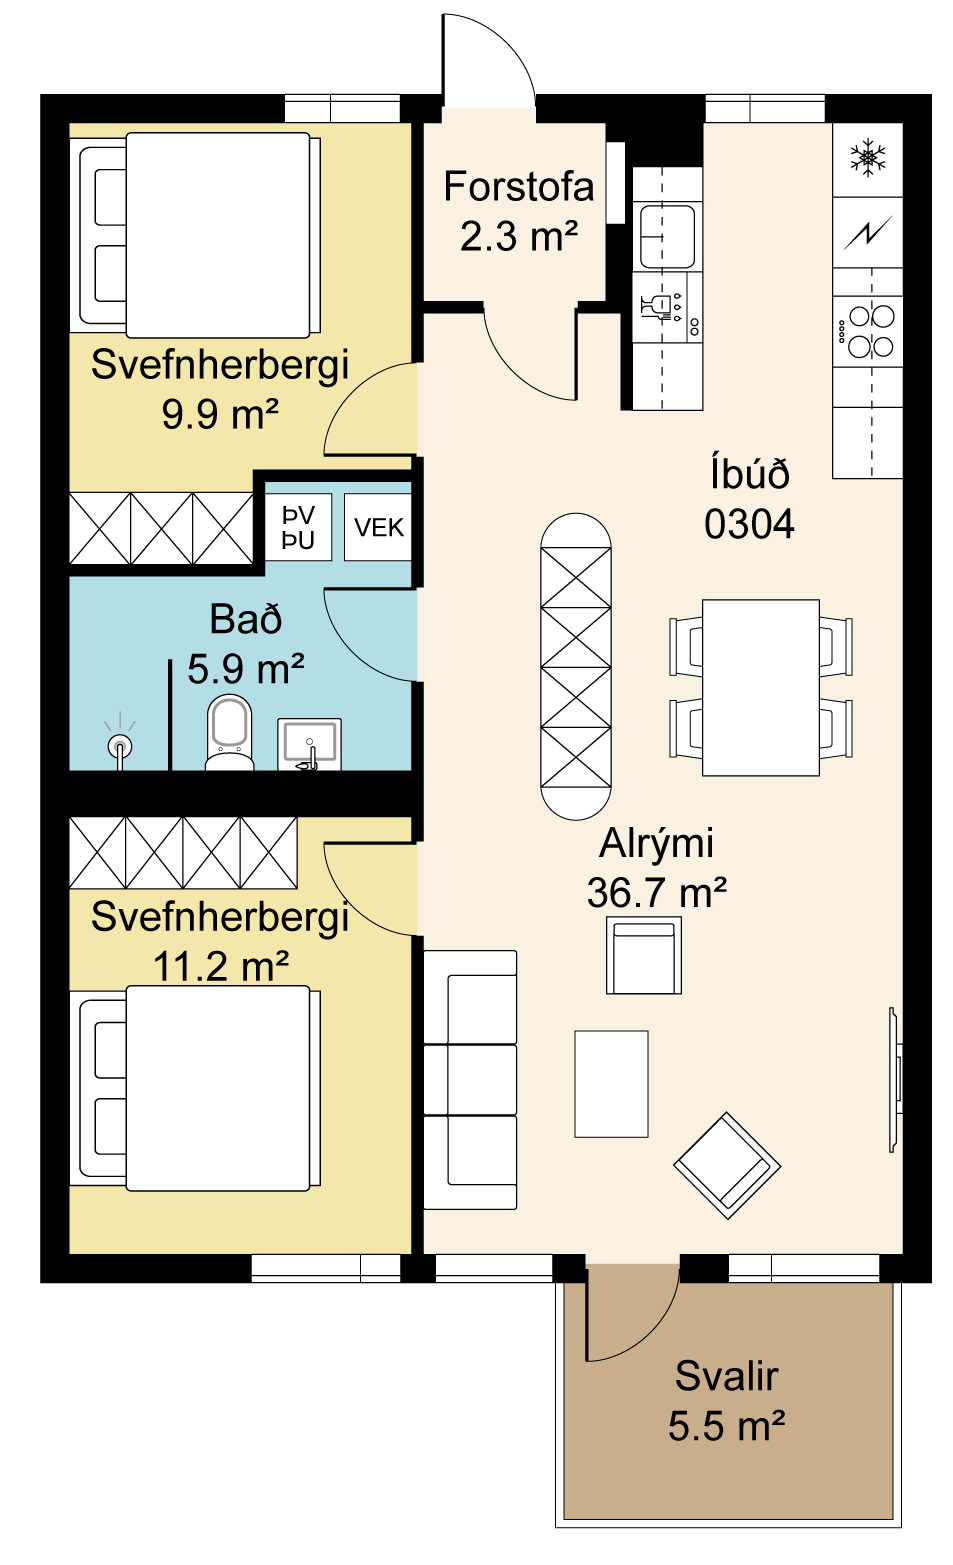 Forstofa
2.3 m²
Svefnherbergi
9.9 m²
Íbúð
0304
ÞV
ÞU
VEK
Bað
5.9 m²
Alrými
36.7 m²
Svefnherbergi
11.2 m²
Svalir
5.5 m²